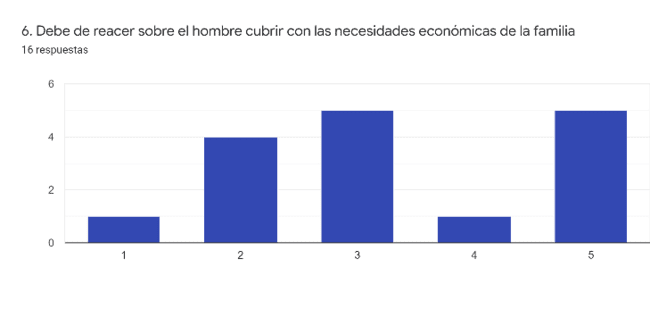 6. Debe de reacer sobre el hombre cubrir con las necesidades económicas de la familia
16 respuestas
6
4
2
0
1 2 3 4 5